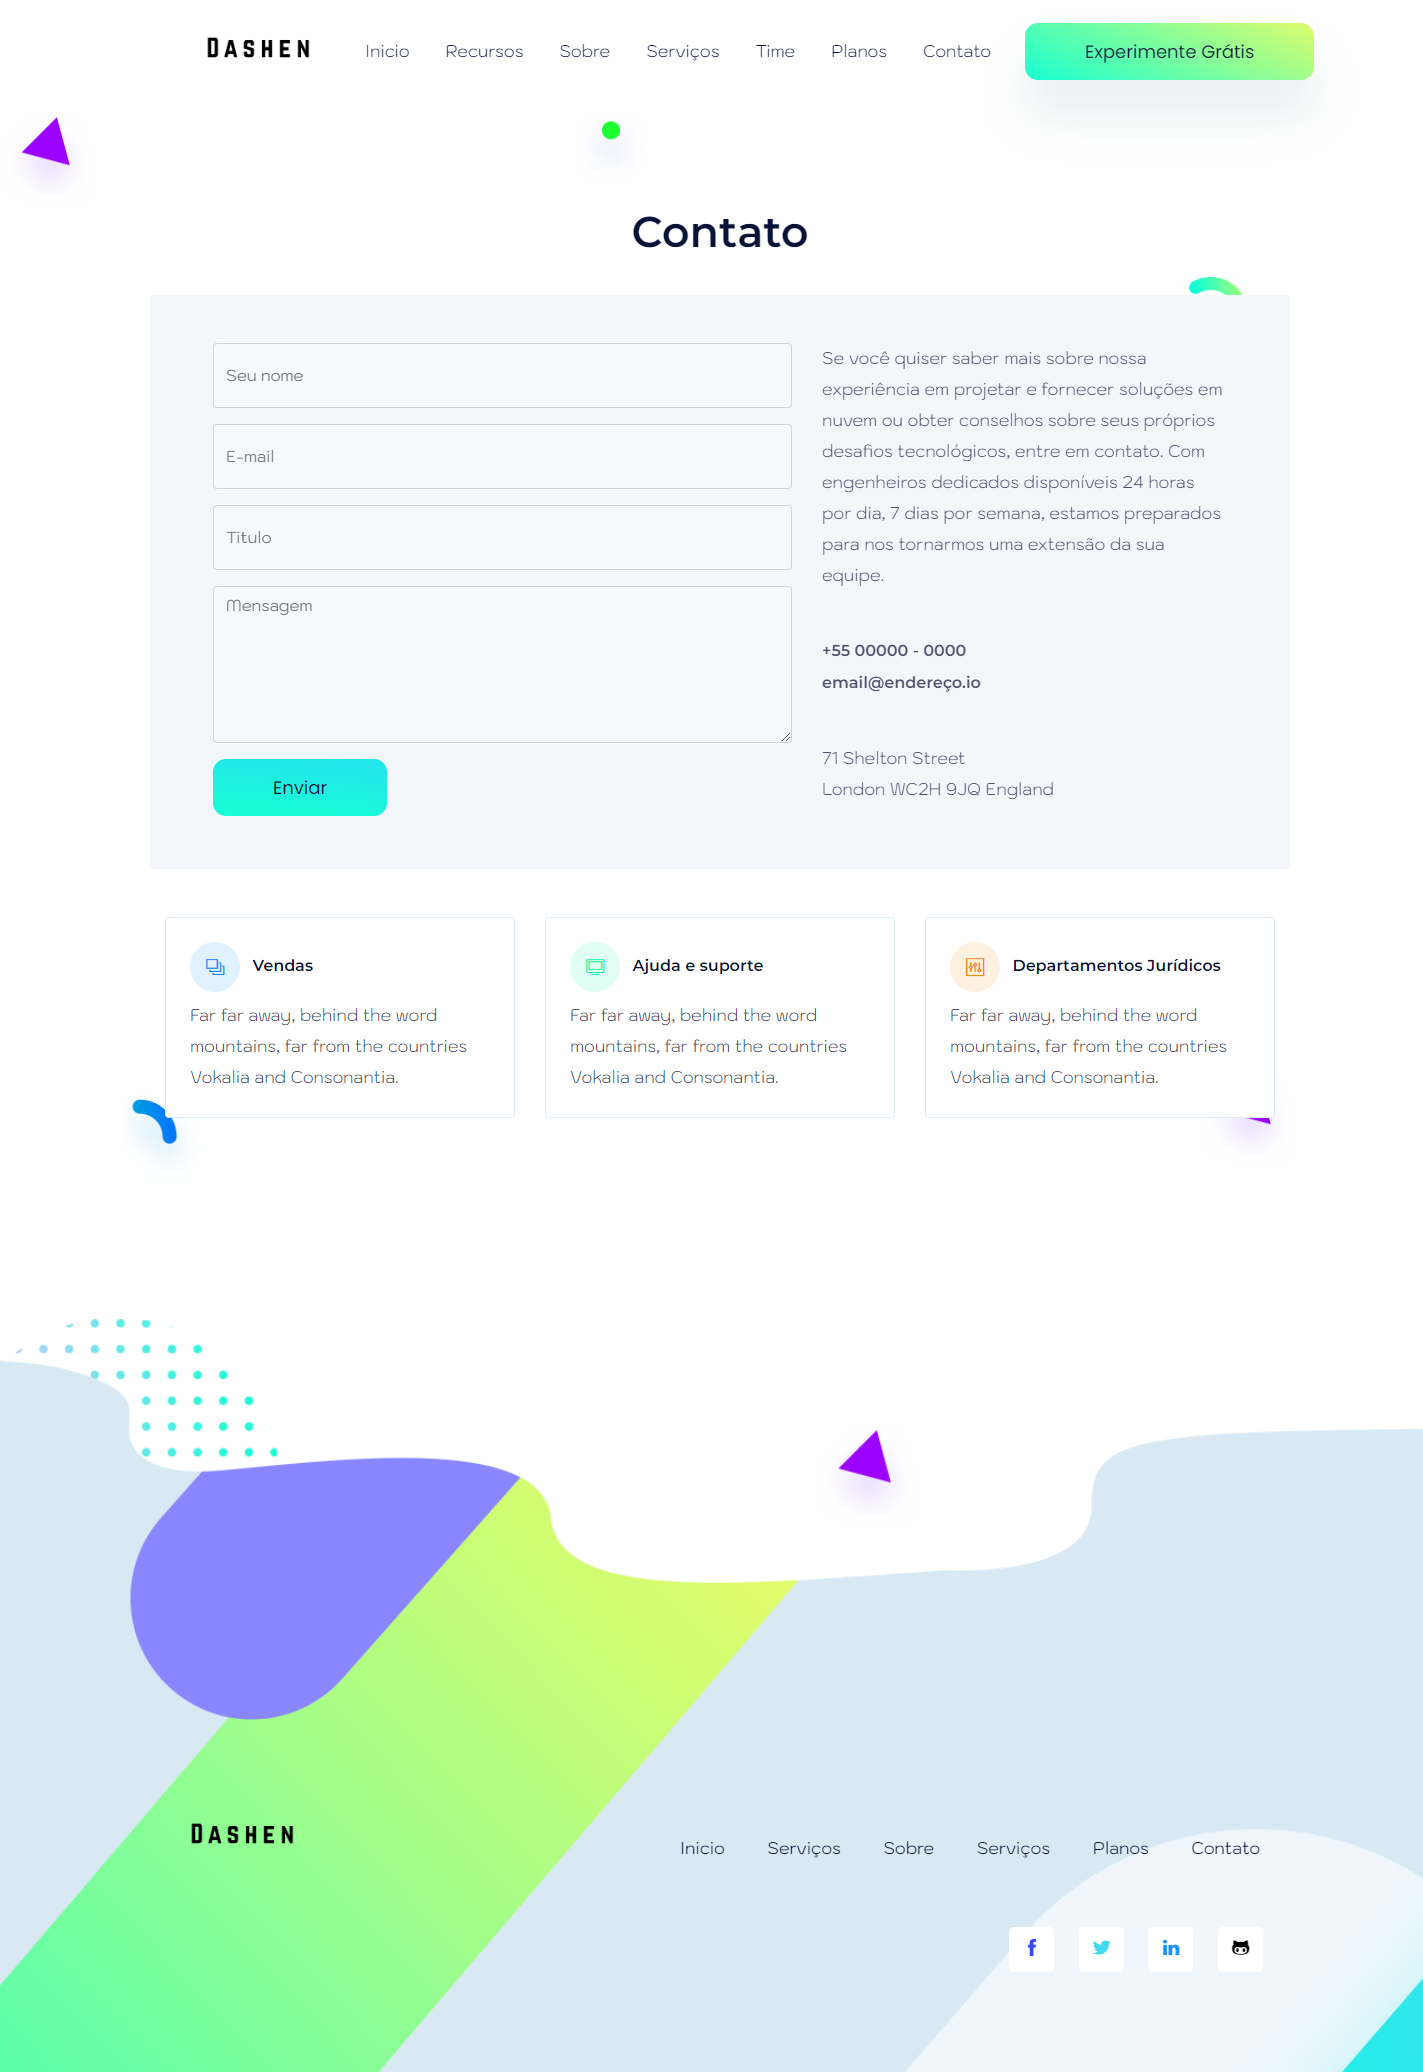 DASHEN
Inicio Recursos Sobre Serviços Time Planos Contato Experimente Grátis
Contato
Seu nome
E-mail
Titulo
Mensagem
Enviar
Se você quiser saber mais sobre nossa
experiência em projetar e fornecer soluções em
nuvem ou obter conselhos sobre seus próprios
desafios tecnológicos, entre em contato. Com
engenheiros dedicados disponíveis 24 horas
por dia, 7 dias por semana, estamos preparados
para nos tornarmos uma extensão da sua
equipe.
+55 00000 - 0000
email@endereço.io
71 Shelton Street
London WC2H 9JQ England
Vendas
Far far away, behind the word
mountains, far from the countries
Vokalia and Consonantia.
Ajuda e suporte
Far far away, behind the word
mountains, far from the countries
Vokalia and Consonantia.
Departamentos Jurídicos
Far far away, behind the word
mountains, far from the countries
Vokalia and Consonantia.
DASHEN
Inicio Serviços Sobre Serviços Planos Contato